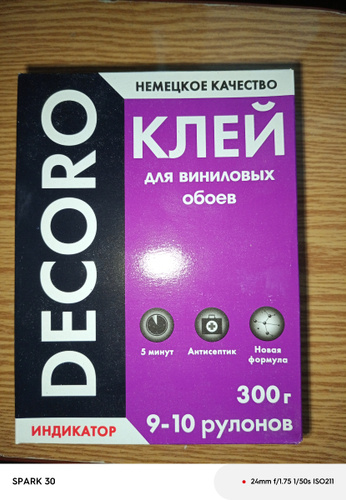 НЕМЕЦКОЕ КАЧЕСТВО
DECORO
КЛЕЙ
для виниловых
обоев
5 минут
Антисептик
Новая
формула
300 г
9-10 рулонов
ИНДИКАТОР
SPARK 30
24mm f/1.75 1/50s ISO211